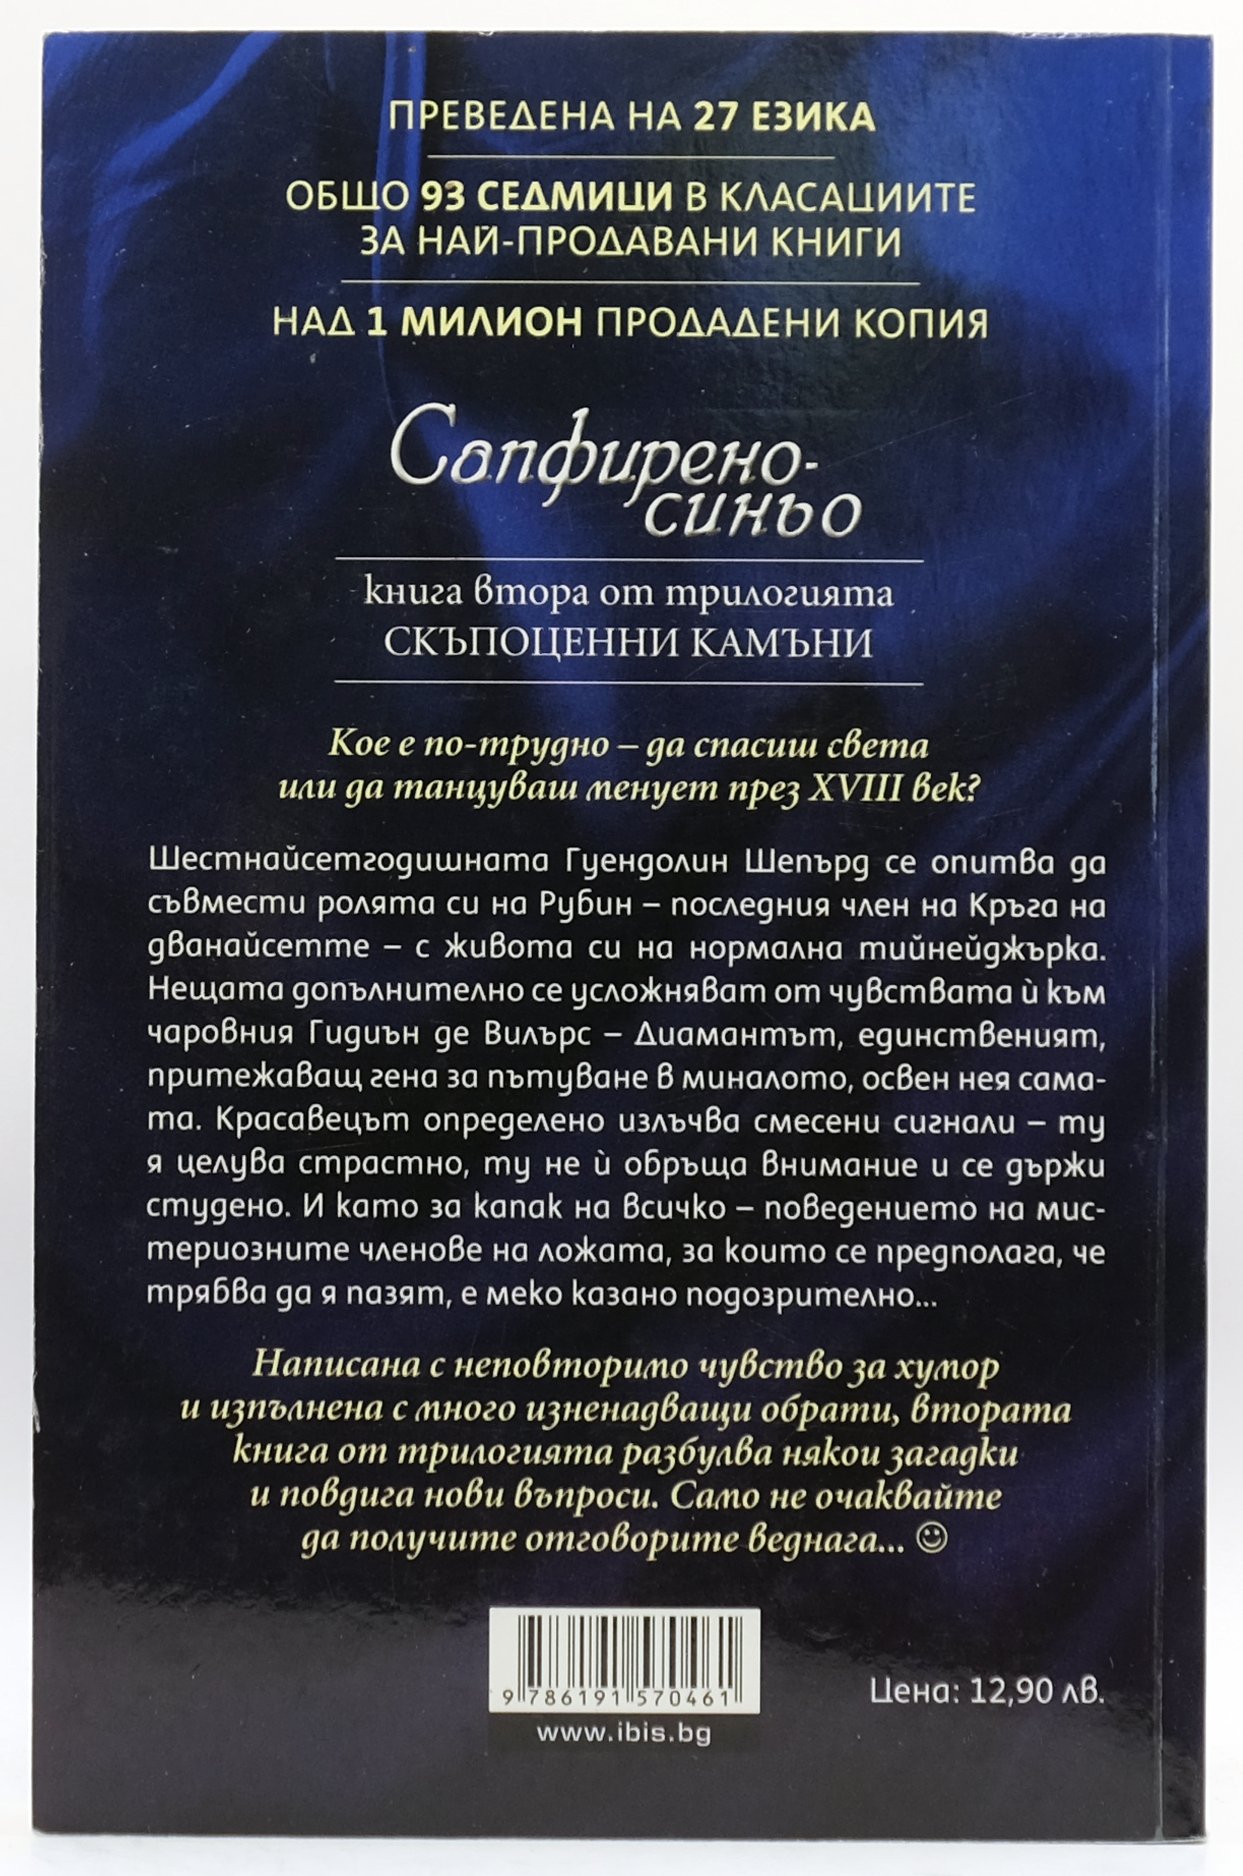 ПРЕВЕДЕНА НА 27 ЕЗИКА
ОБЩО 93 СЕДМИЦИ В КЛАСАЦИИТЕ
ЗА НАЙ-ПРОДАВАНИ КНИГИ
НАД 1 МИЛИОН ПРОДАДЕНИ КОПИЯ
Сапфирено-
синьо
книга втора от трилогията
СКЪПОЦЕННИ КАМЪНИ
Кое е по-трудно – да спасиш света
или да танцуваш менует през XVIII век?
Шестнайсетгодишната Гуендолин Шепърд се опитва да
съвмести ролята си на Рубин – последния член на Кръга на
дванайсетте – с живота си на нормална тийнейджърка.
Нещата допълнително се усложняват от чувствата ѝ към
чаровния Гидиън де Вилърс – Диамантът, единственият,
притежаващ гена за пътуване в миналото, освен нея сама-
та. Красавецът определено излъчва смесени сигнали – ту
я целува страстно, ту не ѝ обръща внимание и се държи
студено. И като за капак на всичко – поведението на мис-
териозните членове на ложата, за които се предполага, че
трябва да я пазят, е меко казано подозрително...
Написана с неповторимо чувство за хумор
и изпълнена с много изненадващи обрати, втората
книга от трилогията разбулва някои загадки
и повдига нови въпроси. Само не очаквайте
да получите отговорите веднага... ☺
9 786191 570461
www.ibis.bg
Цена: 12,90 лв.